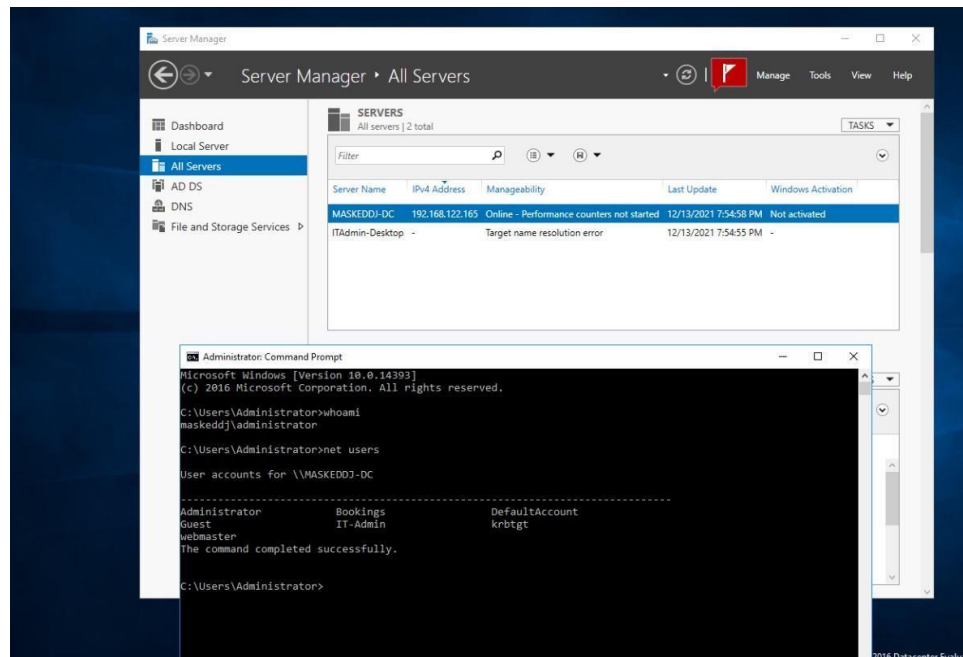 Server Manager
Server Manager • All Servers
Manage Tools View Help
Dashboard
Local Server
All Servers
AD DS
DNS
File and Storage Services
SERVERS
All servers | 2 total
TASKS
Filter
Server Name IPv4 Address Manageability Last Update Windows Activation
MASKEDDJ-DC 192.168.122.165 Online - Performance counters not started 12/13/2021 7:54:58 PM Not activated
ITAdmin-Desktop - Target name resolution error 12/13/2021 7:54:55 PM -
Administrator: Command Prompt
Microsoft Windows [Version 10.0.14393]
(c) 2016 Microsoft Corporation. All rights reserved.
C:\Users\Administrator>whoami
maskeddj\administrator
C:\Users\Administrator>net users
User accounts for \\MASKEDDJ-DC
-------------------------------------------------------------------------------
Administrator Bookings DefaultAccount
Guest IT-Admin krbtgt
webmaster
The command completed successfully.
C:\Users\Administrator>
2016 Datacenter